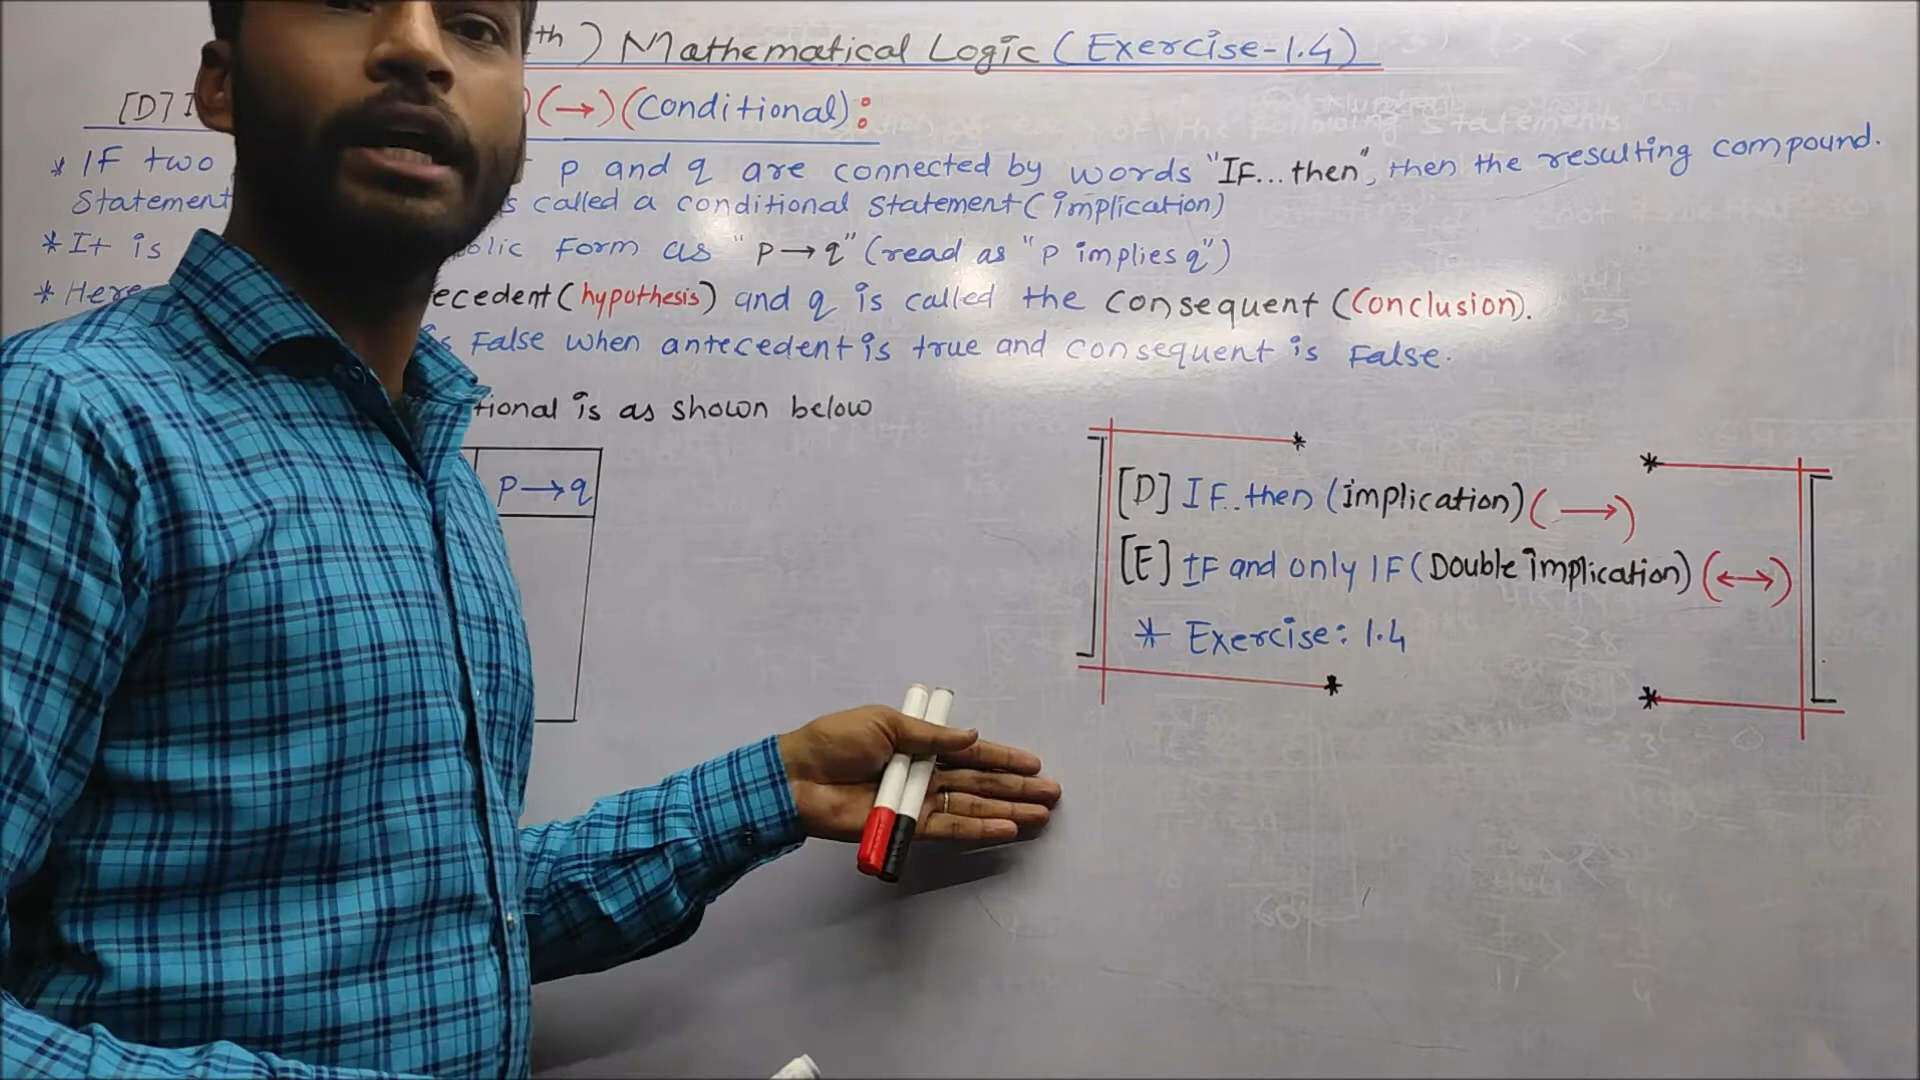 th) Mathematical Logic (Exercise-1.4)
[D] I )(→)(Conditional):
* IF two p and q are connected by words "IF...then", then the resulting compound.
Statement s called a conditional Statement (implication)
* It is olic form as "p→q" (read as "p implies q")
* Here ecedent (hypothesis) and q is called the consequent (Conclusion).
s False when antecedent is true and consequent is False.
tional is as shown below
p→q
[D] IF..then (implication) (→)
[E] IF and only IF (Double implication) (↔)
* Exercise: 1.4